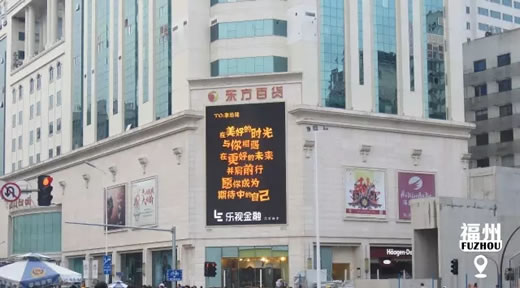 东方百货
在美好的时光
与你相遇
在更好的未来
并肩前行
愿你成为
期待中的自己
乐视金融
Häagen-Dazs
福州
FUZHOU